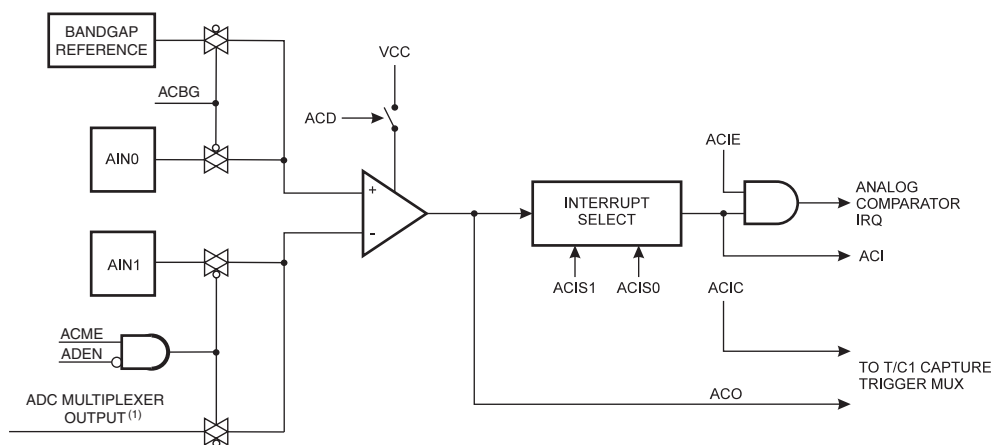 BANDGAP
REFERENCE
ACBG
AIN0
AIN1
ACME
ADEN
ADC MULTIPLEXER
OUTPUT (1)
VCC
ACD
+
-
INTERRUPT
SELECT
ACIS1 ACIS0
ACIE
ANALOG
COMPARATOR
IRQ
ACI
ACIC
TO T/C1 CAPTURE
TRIGGER MUX
ACO